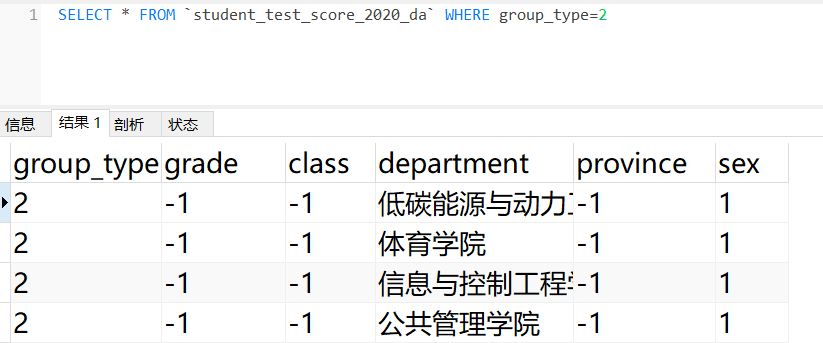 1 SELECT * FROM `student_test_score_2020_da` WHERE group_type=2
信息 结果 1 剖析 状态
group_type grade class department province sex
2 -1 -1 低碳能源与动力 -1 1
2 -1 -1 体育学院 -1 1
2 -1 -1 信息与控制工程 -1 1
2 -1 -1 公共管理学院 -1 1